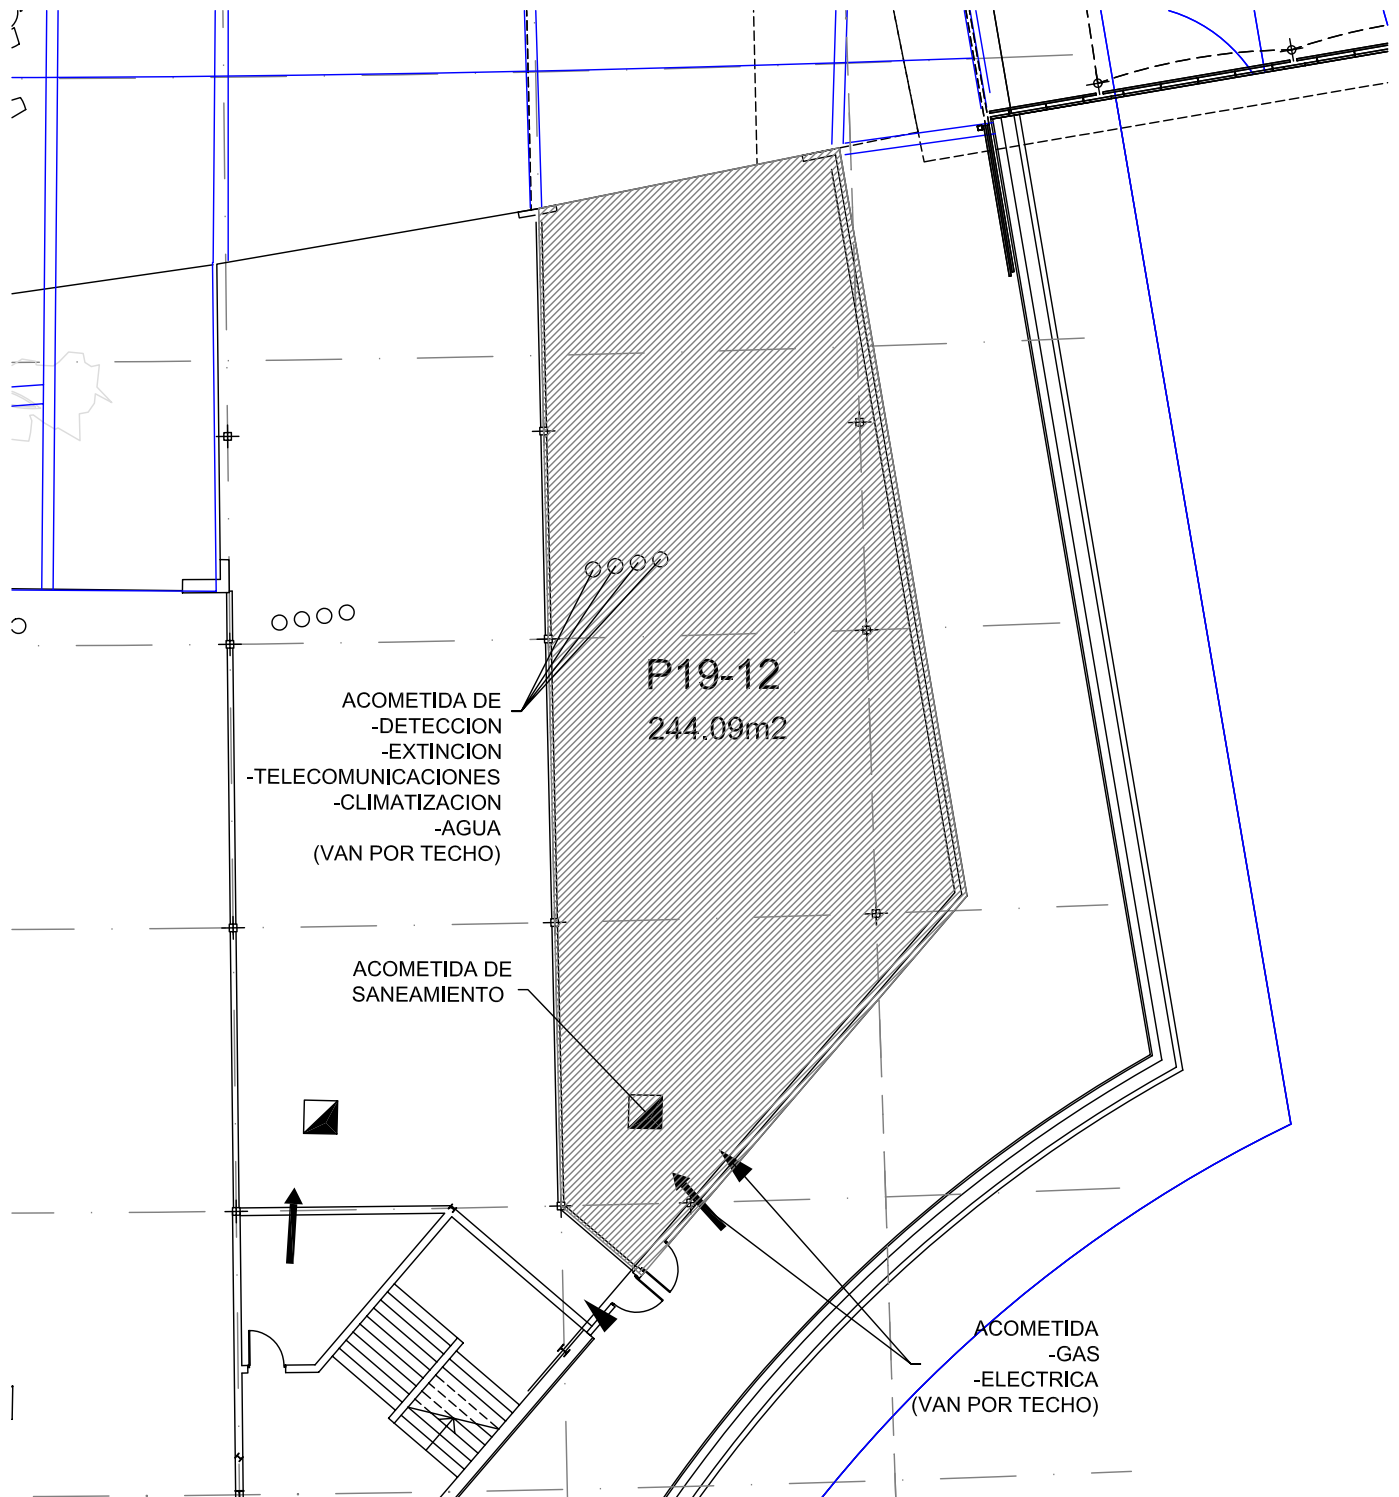 P19-12
244.09m2
ACOMETIDA DE
-DETECCION
-EXTINCION
-TELECOMUNICACIONES
-CLIMATIZACION
-AGUA
(VAN POR TECHO)
ACOMETIDA DE
SANEAMIENTO
ACOMETIDA
-GAS
-ELECTRICA
(VAN POR TECHO)